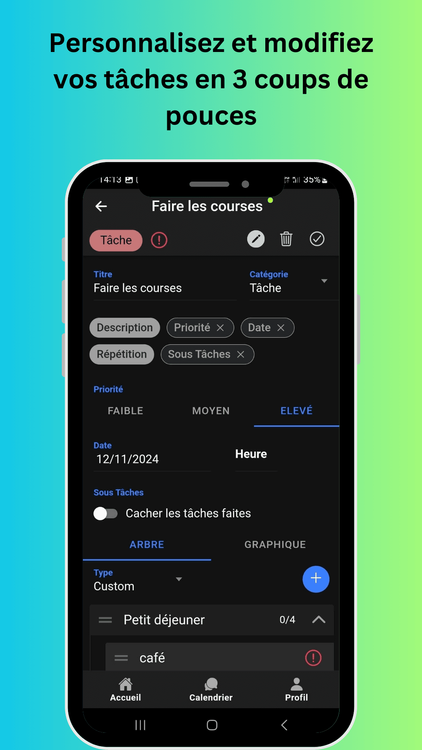 Personnalisez et modifiez
vos tâches en 3 coups de
pouces
14:13
35%
Faire les courses
Tâche
Titre
Catégorie
Faire les courses
Tâche
Description
Priorité
Date
Répétition
Sous Tâches
Priorité
FAIBLE
MOYEN
ELEVÉ
Date
12/11/2024
Heure
Sous Tâches
Cacher les tâches faites
ARBRE
GRAPHIQUE
Type
Custom
Petit déjeuner
0/4
café
Accueil
Calendrier
Profil